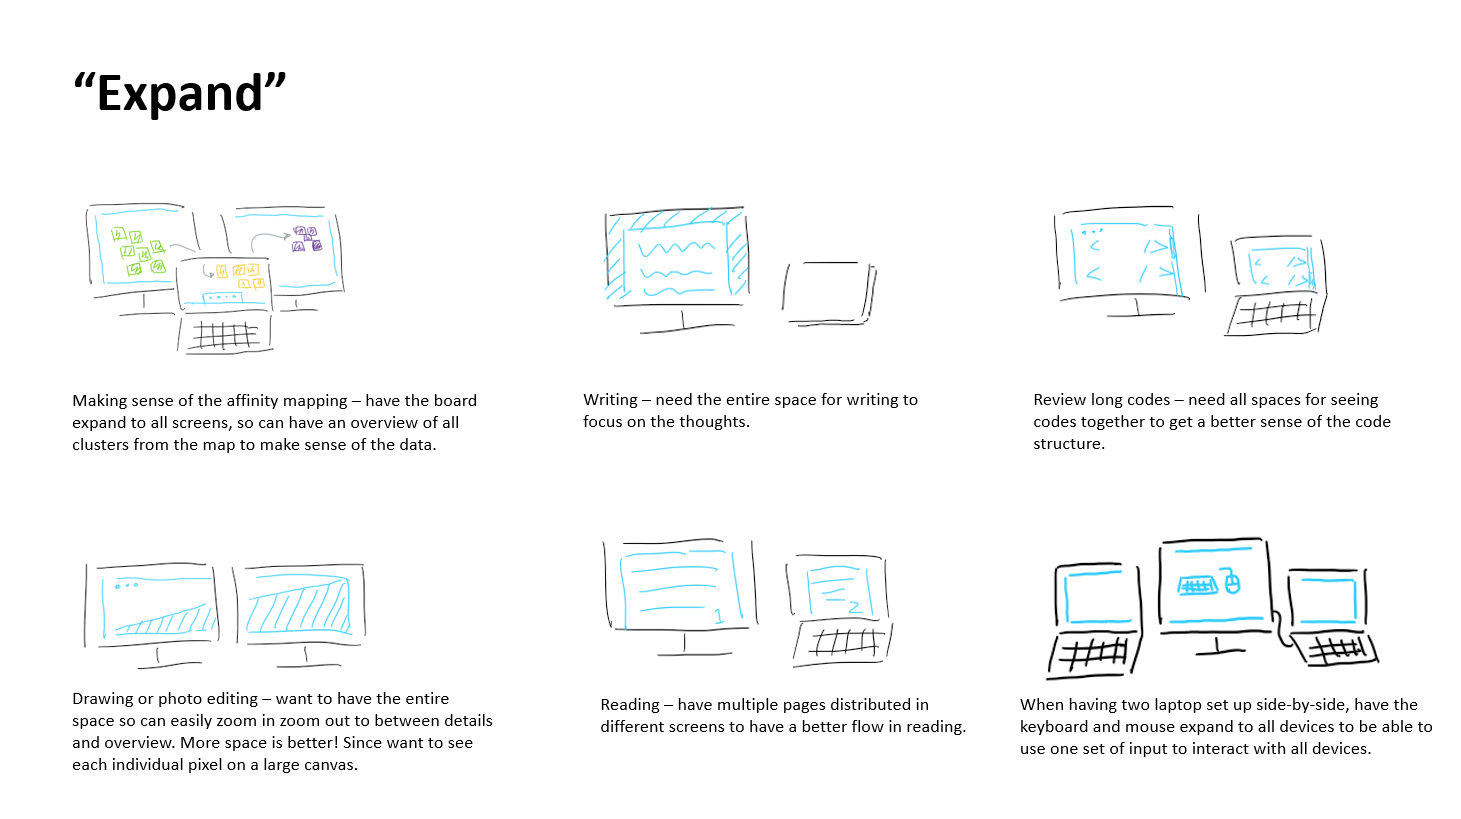 “Expand”
Making sense of the affinity mapping – have the board
expand to all screens, so can have an overview of all
clusters from the map to make sense of the data.
Writing – need the entire space for writing to
focus on the thoughts.
< />
< />
< />
< />
Review long codes – need all spaces for seeing
codes together to get a better sense of the code
structure.
Drawing or photo editing – want to have the entire
space so can easily zoom in zoom out to between details
and overview. More space is better! Since want to see
each individual pixel on a large canvas.
1
2
Reading – have multiple pages distributed in
different screens to have a better flow in reading.
When having two laptop set up side-by-side, have the
keyboard and mouse expand to all devices to be able to
use one set of input to interact with all devices.